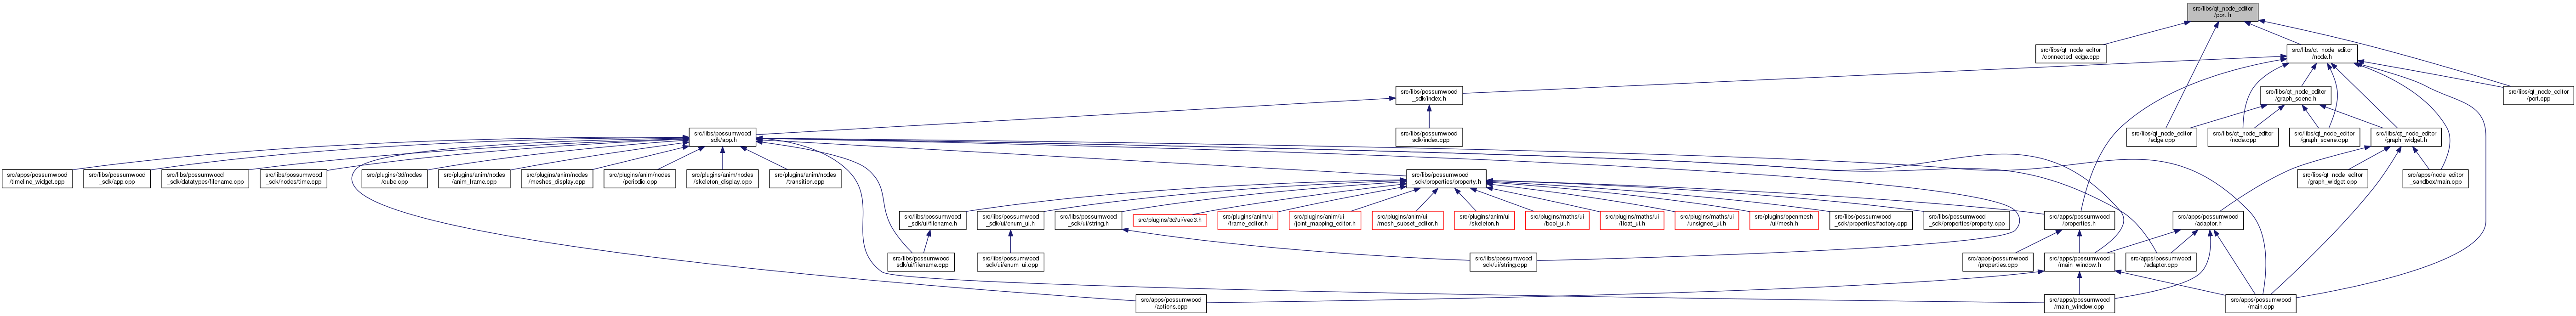 src/libs/qt_node_editor
/port.h
src/libs/qt_node_editor
/connected_edge.cpp
src/libs/qt_node_editor
/node.h
src/libs/possumwood
_sdk/index.h
src/libs/qt_node_editor
/graph_scene.h
src/libs/qt_node_editor
/port.cpp
src/libs/possumwood
_sdk/app.h
src/libs/possumwood
_sdk/index.cpp
src/libs/qt_node_editor
/edge.cpp
src/libs/qt_node_editor
/node.cpp
src/libs/qt_node_editor
/graph_scene.cpp
src/libs/qt_node_editor
/graph_widget.h
src/apps/possumwood
/timeline_widget.cpp
src/libs/possumwood
_sdk/app.cpp
src/libs/possumwood
_sdk/datatypes/filename.cpp
src/libs/possumwood
_sdk/nodes/time.cpp
src/plugins/3d/nodes
/cube.cpp
src/plugins/anim/nodes
/anim_frame.cpp
src/plugins/anim/nodes
/meshes_display.cpp
src/plugins/anim/nodes
/periodic.cpp
src/plugins/anim/nodes
/skeleton_display.cpp
src/plugins/anim/nodes
/transition.cpp
src/libs/possumwood
_sdk/properties/property.h
src/libs/qt_node_editor
/graph_widget.cpp
src/apps/node_editor
_sandbox/main.cpp
src/libs/possumwood
_sdk/ui/filename.h
src/libs/possumwood
_sdk/ui/enum_ui.h
src/libs/possumwood
_sdk/ui/string.h
src/plugins/3d/ui/vec3.h
src/plugins/anim/ui
/frame_editor.h
src/plugins/anim/ui
/joint_mapping_editor.h
src/plugins/anim/ui
/mesh_subset_editor.h
src/plugins/anim/ui
/skeleton.h
src/plugins/maths/ui
/bool_ui.h
src/plugins/maths/ui
/float_ui.h
src/plugins/maths/ui
/unsigned_ui.h
src/plugins/openmesh
/ui/mesh.h
src/libs/possumwood
_sdk/properties/factory.cpp
src/libs/possumwood
_sdk/properties/property.cpp
src/apps/possumwood
/properties.h
src/apps/possumwood
/adaptor.h
src/libs/possumwood
_sdk/ui/filename.cpp
src/libs/possumwood
_sdk/ui/enum_ui.cpp
src/libs/possumwood
_sdk/ui/string.cpp
src/apps/possumwood
/properties.cpp
src/apps/possumwood
/main_window.h
src/apps/possumwood
/adaptor.cpp
src/apps/possumwood
/actions.cpp
src/apps/possumwood
/main_window.cpp
src/apps/possumwood
/main.cpp